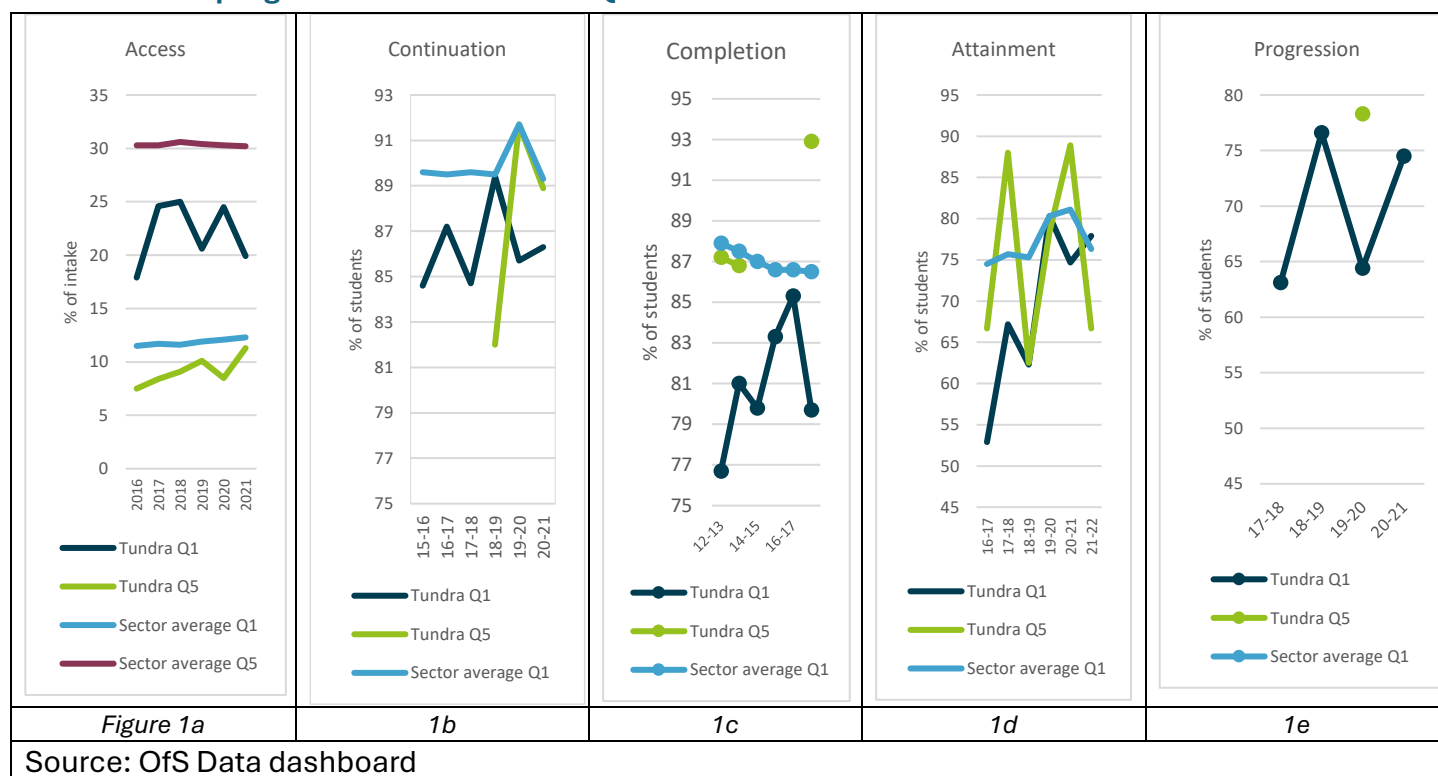 Access
35
30
25
20
15
10
5
0
% of intake
2016
2017
2018
2019
2020
2021
Tundra Q1
Tundra Q5
Sector average Q1
Sector average Q5
Figure 1a
Continuation
93
91
89
87
85
83
81
79
77
75
% of students
15-16
16-17
17-18
18-19
19-20
20-21
Tundra Q1
Tundra Q5
Sector average Q1
1b
Completion
95
93
91
89
87
85
83
81
79
77
75
% of students
12-13
14-15
16-17
Tundra Q1
Tundra Q5
Sector average Q1
1c
Attainment
95
90
85
80
75
70
65
60
55
50
45
% of students
16-17
17-18
18-19
19-20
20-21
21-22
Tundra Q1
Tundra Q5
Sector average Q1
1d
Progression
80
75
70
65
60
55
50
45
% of students
17-18
18-19
19-20
20-21
Tundra Q1
Tundra Q5
Sector average Q1
1e
Source: OfS Data dashboard